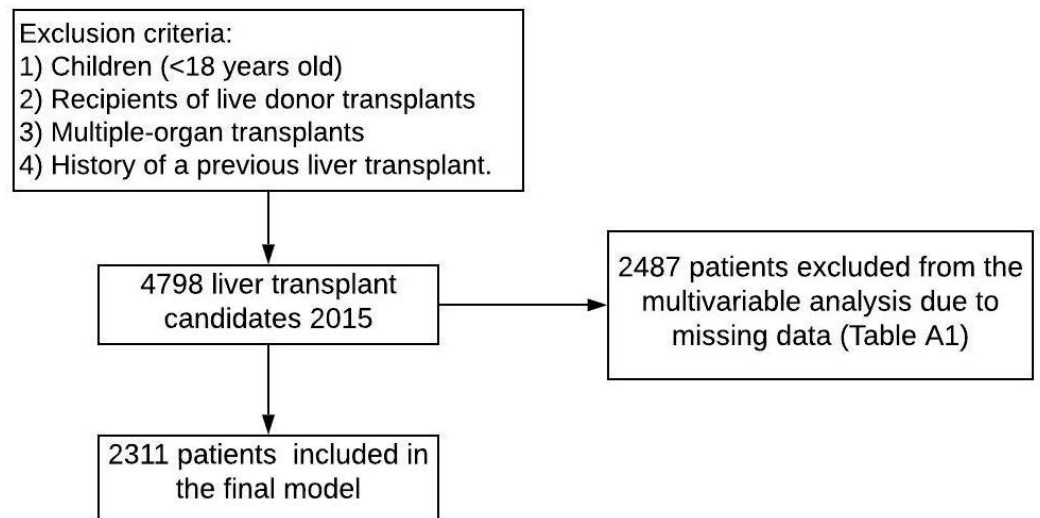 Exclusion criteria:
1) Children (<18 years old)
2) Recipients of live donor transplants
3) Multiple-organ transplants
4) History of a previous liver transplant.
4798 liver transplant
candidates 2015
2487 patients excluded from the
multivariable analysis due to
missing data (Table A1)
2311 patients included in
the final model